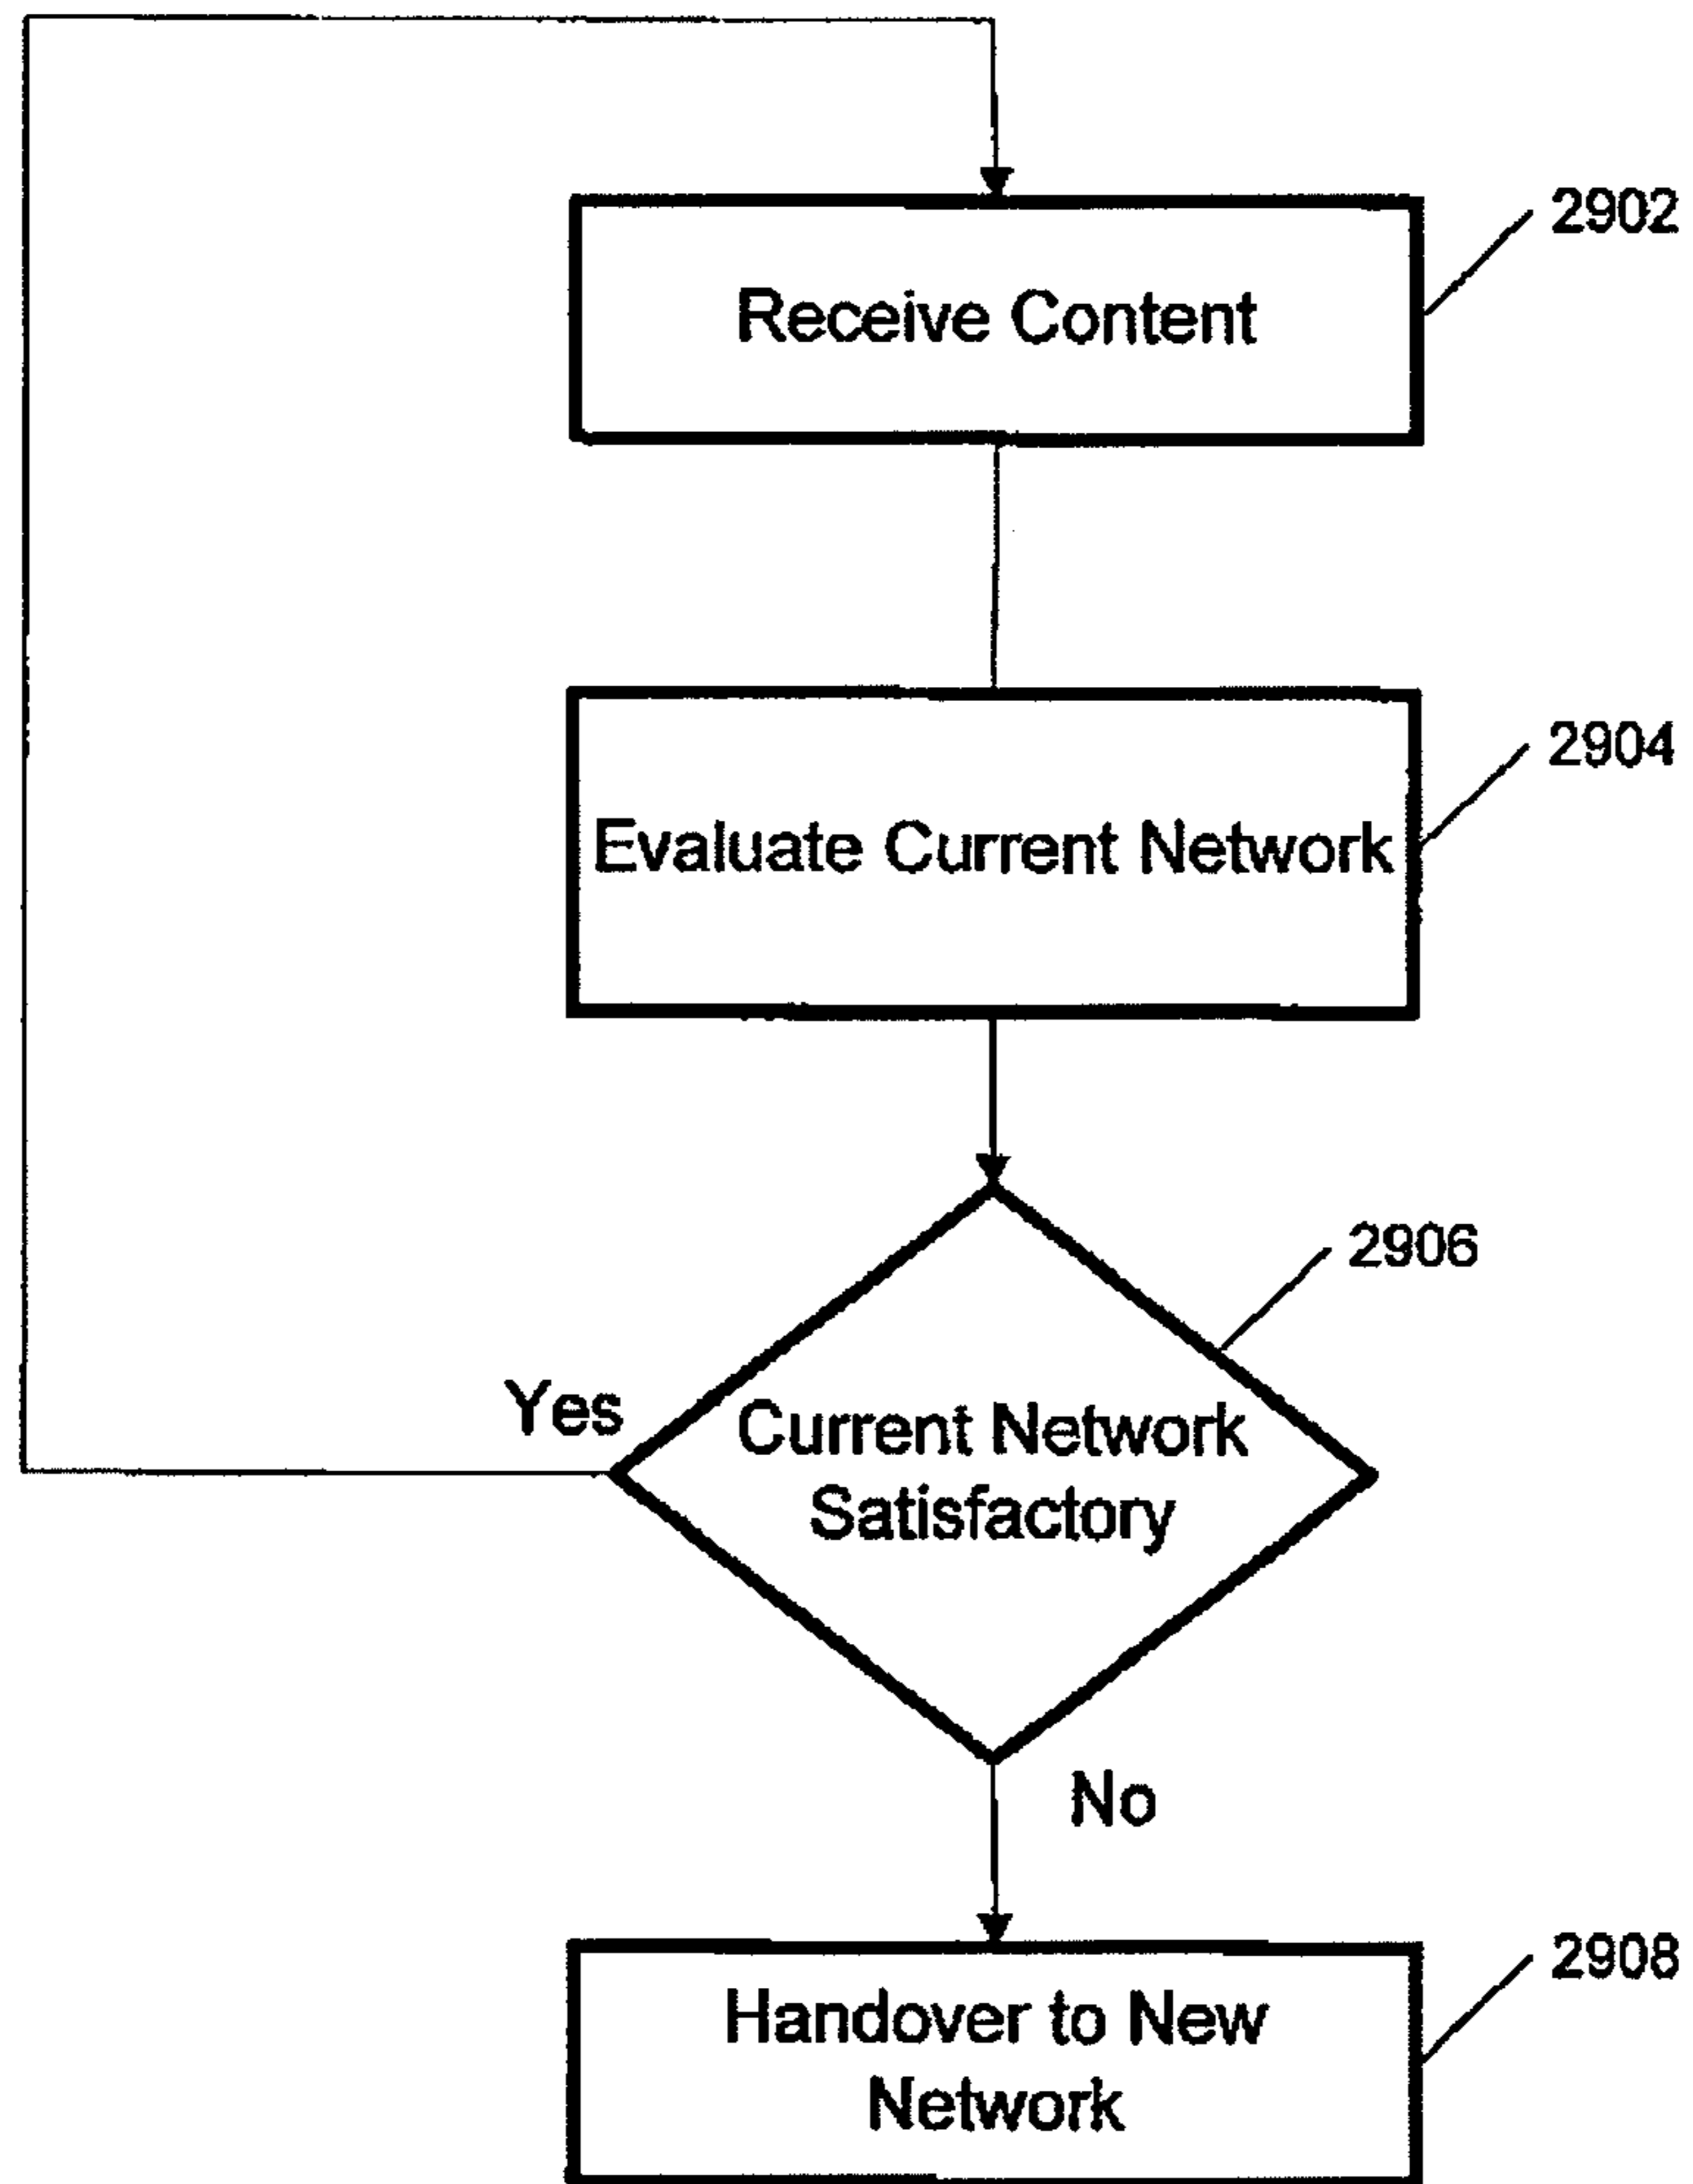 2902
Receive Content
2904
Evaluate Current Network
2906
Yes
Current Network
Satisfactory
No
2908
Handover to New
Network